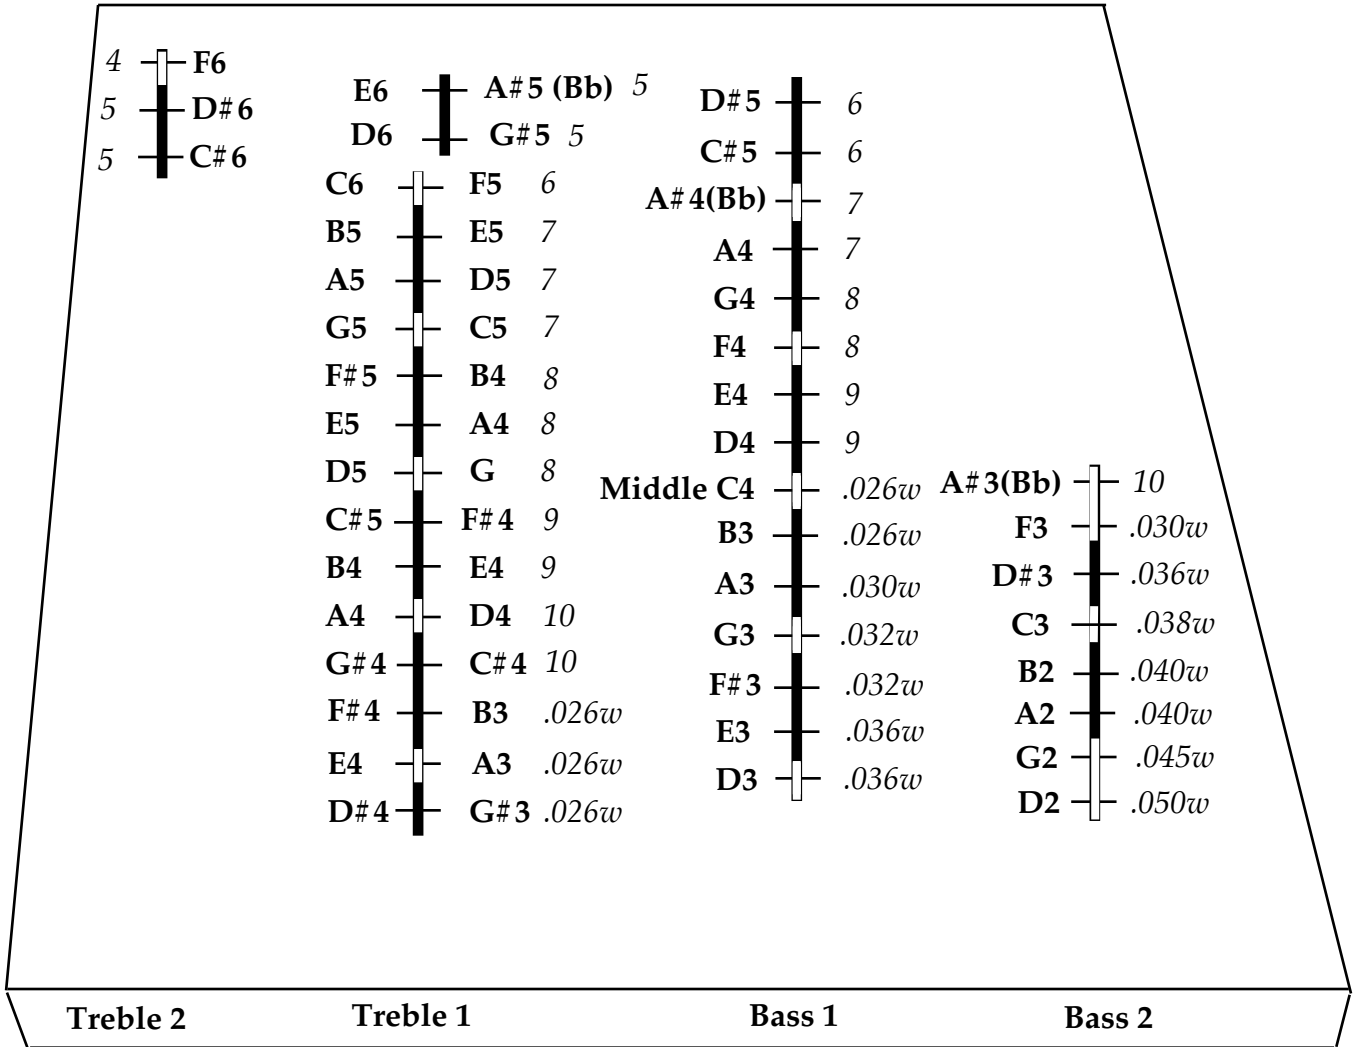 4 F6
5 D#6
5 C#6
E6 A#5 (Bb) 5
D6 G#5 5
C6 F5 6
B5 E5 7
A5 D5 7
G5 C5 7
F#5 B4 8
E5 A4 8
D5 G 8
C#5 F#4 9
B4 E4 9
A4 D4 10
G#4 C#4 10
F#4 B3 .026w
E4 A3 .026w
D#4 G#3 .026w
D#5 6
C#5 6
A#4(Bb) 7
A4 7
G4 8
F4 8
E4 9
D4 9
Middle C4 .026w
B3 .026w
A3 .030w
G3 .032w
F#3 .032w
E3 .036w
D3 .036w
A#3(Bb) 10
F3 .030w
D#3 .036w
C3 .038w
B2 .040w
A2 .040w
G2 .045w
D2 .050w
Treble 2 Treble 1 Bass 1 Bass 2